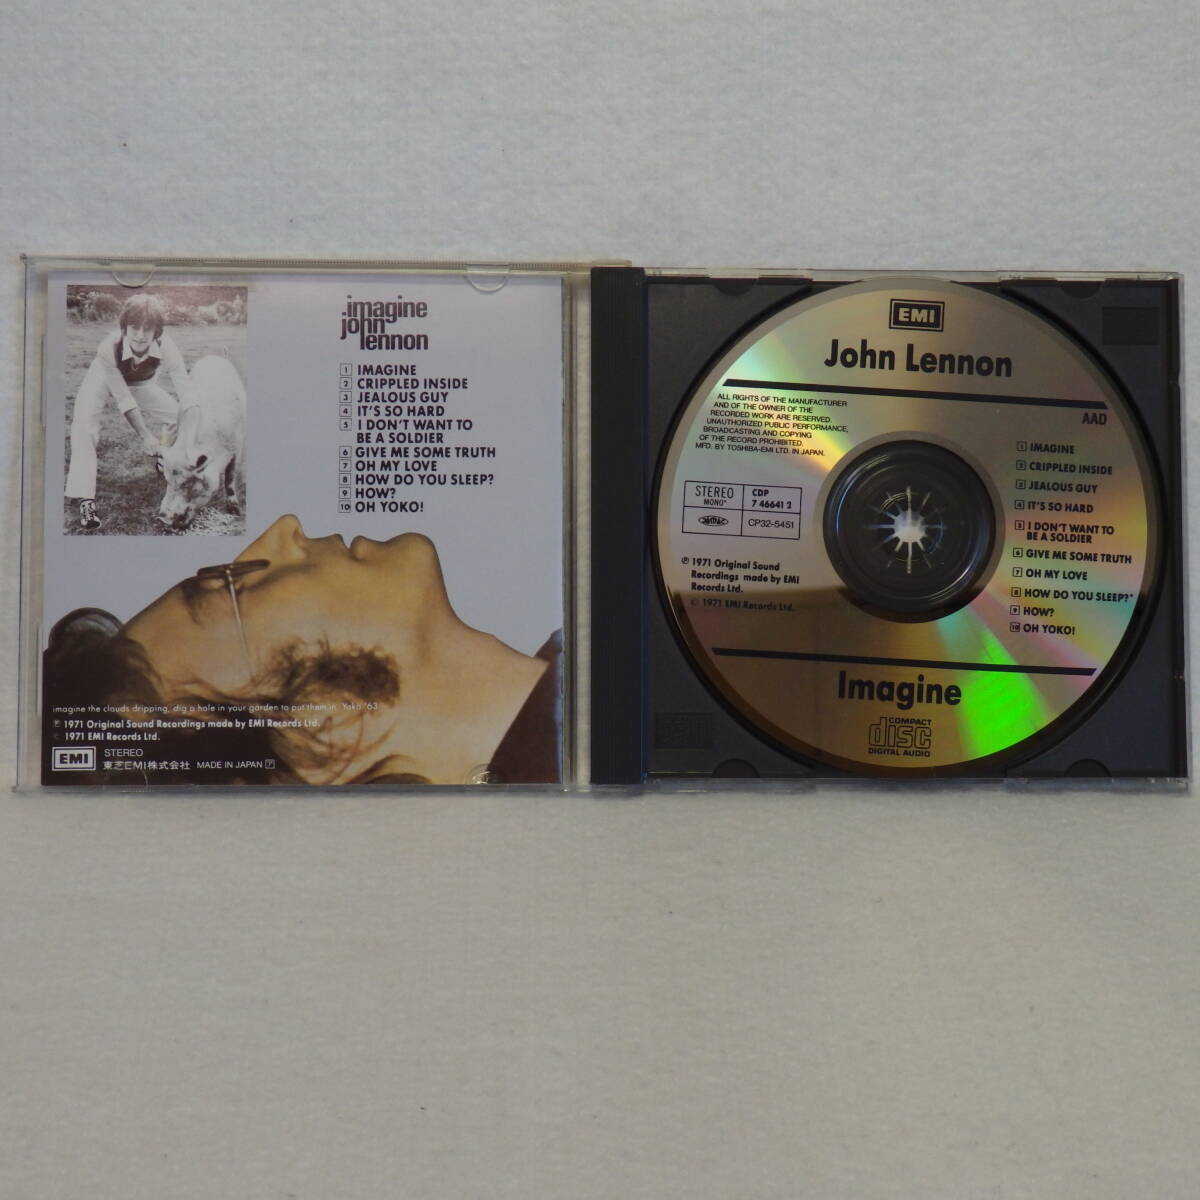 imagine
john
lennon
1 IMAGINE
2 CRIPPLED INSIDE
3 JEALOUS GUY
4 IT'S SO HARD
5 I DON'T WANT TO
BE A SOLDIER
6 GIVE ME SOME TRUTH
7 OH MY LOVE
8 HOW DO YOU SLEEP?
9 HOW?
10 OH YOKO!
imagine the clouds dripping, dig a hole in your garden to put them in. Yoko '63
℗ 1971 Original Sound Recordings made by EMI Records Ltd.
© 1971 EMI Records Ltd.
EMI STEREO
東芝EMI株式会社 MADE IN JAPAN ア
EMI
John Lennon
ALL RIGHTS OF THE MANUFACTURER
AND OF THE OWNER OF THE
RECORDED WORK ARE RESERVED.
UNAUTHORIZED PUBLIC PERFORMANCE,
BROADCASTING AND COPYING
OF THE RECORD PROHIBITED.
MFD. BY TOSHIBA-EMI LTD. IN JAPAN.
AAD
STEREO
MONO*
CDP
7 46641 2
CP32-5451
℗ 1971 Original Sound
Recordings made by EMI
Records Ltd.
© 1971 EMI Records Ltd.
1 IMAGINE
2 CRIPPLED INSIDE
3 JEALOUS GUY
4 IT'S SO HARD
5 I DON'T WANT TO
BE A SOLDIER
6 GIVE ME SOME TRUTH
7 OH MY LOVE
8 HOW DO YOU SLEEP?*
9 HOW?
10 OH YOKO!
Imagine
COMPACT
disc
DIGITAL AUDIO